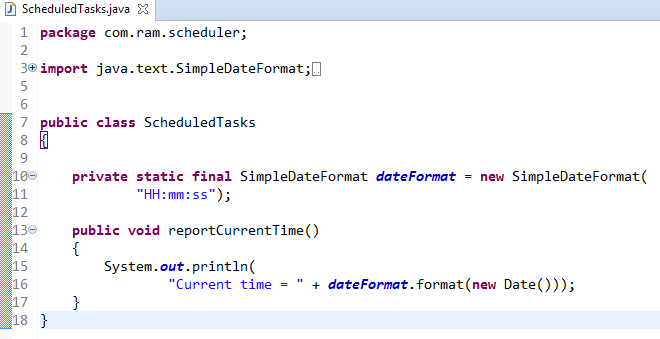 ScheduledTasks.java
1 package com.ram.scheduler;
2
3 import java.text.SimpleDateFormat;
5
6
7 public class ScheduledTasks
8 {
9
10     private static final SimpleDateFormat dateFormat = new SimpleDateFormat(
11             "HH:mm:ss");
12
13     public void reportCurrentTime()
14     {
15         System.out.println(
16                 "Current time = " + dateFormat.format(new Date()));
17     }
18 }